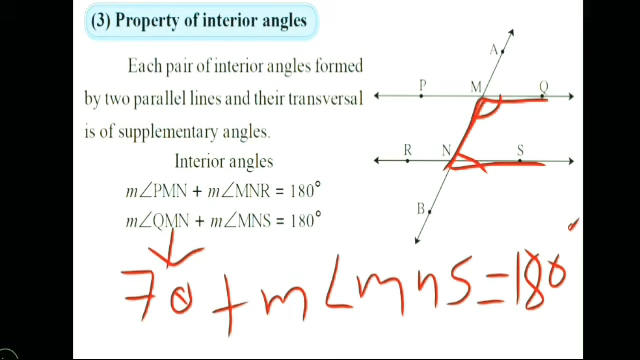 (3) Property of interior angles
Each pair of interior angles formed
by two parallel lines and their transversal
is of supplementary angles.
Interior angles
m∠PMN + m∠MNR = 180°
m∠QMN + m∠MNS = 180°
A
P M Q
R N S
B
70 + m∠mnS = 180°